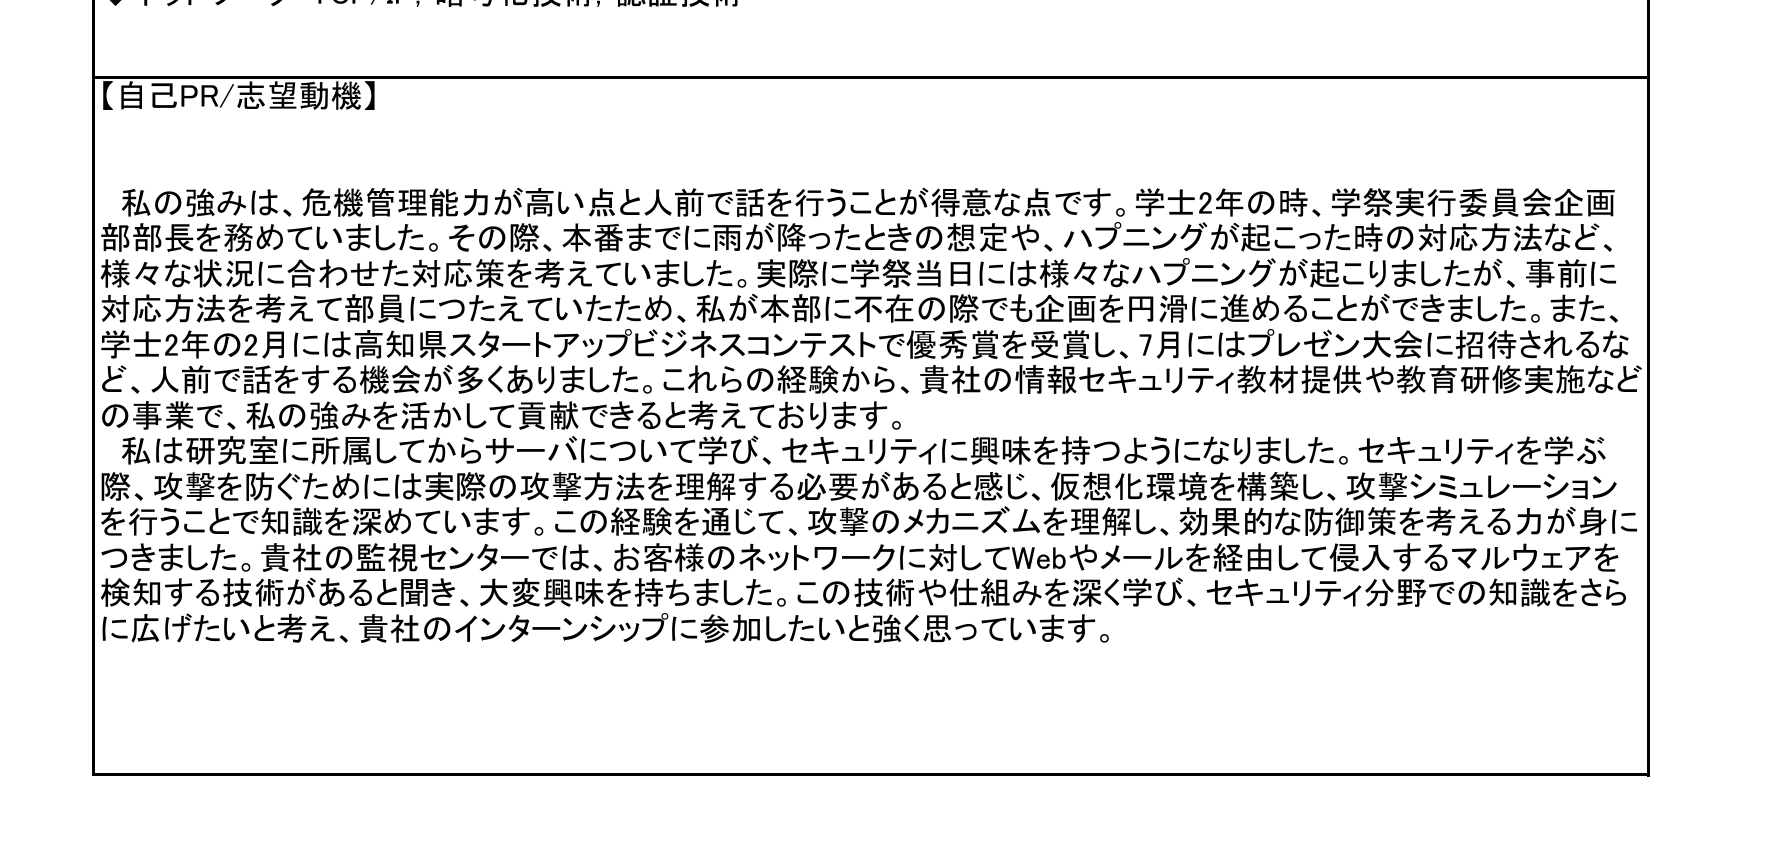 【自己PR/志望動機】
私の強みは、危機管理能力が高い点と人前で話を行うことが得意な点です。学士2年の時、学祭実行委員会企画
部部長を務めていました。その際、本番までに雨が降ったときの想定や、ハプニングが起こった時の対応方法など、
様々な状況に合わせた対応策を考えていました。実際に学祭当日には様々なハプニングが起こりましたが、事前に
対応方法を考えて部員につたえていたため、私が本部に不在の際でも企画を円滑に進めることができました。また、
学士2年の2月には高知県スタートアップビジネスコンテストで優秀賞を受賞し、7月にはプレゼン大会に招待されるな
ど、人前で話をする機会が多くありました。これらの経験から、貴社の情報セキュリティ教材提供や教育研修実施など
の事業で、私の強みを活かして貢献できると考えております。
私は研究室に所属してからサーバについて学び、セキュリティに興味を持つようになりました。セキュリティを学ぶ
際、攻撃を防ぐためには実際の攻撃方法を理解する必要があると感じ、仮想化環境を構築し、攻撃シミュレーション
を行うことで知識を深めています。この経験を通じて、攻撃のメカニズムを理解し、効果的な防御策を考える力が身に
つきました。貴社の監視センターでは、お客様のネットワークに対してWebやメールを経由して侵入するマルウェアを
検知する技術があると聞き、大変興味を持ちました。この技術や仕組みを深く学び、セキュリティ分野での知識をさら
に広げたいと考え、貴社のインターンシップに参加したいと強く思っています。